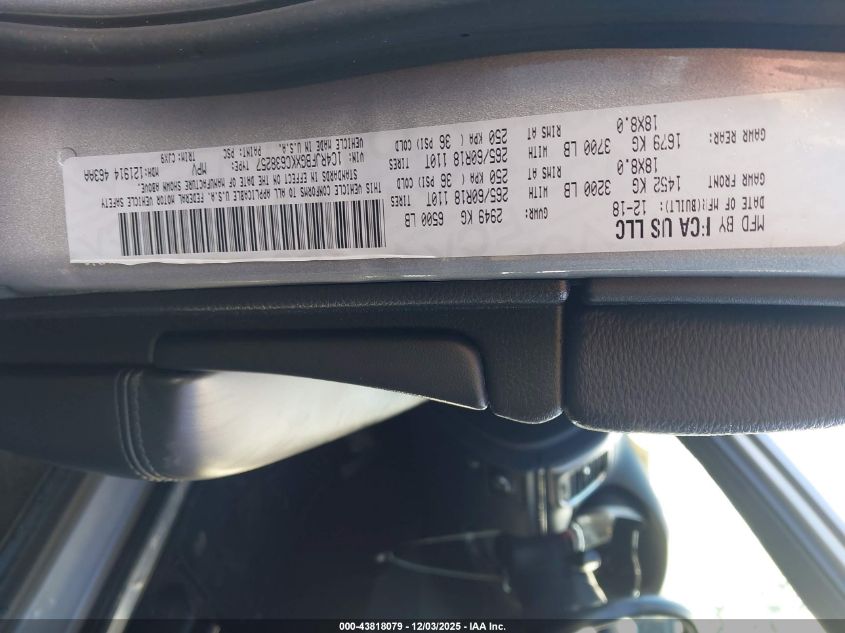 MFD BY FCA US LLC
DATE OF MF(BUILT): 12-18
GVWR: 2949 KG 6500 LB
GAWR FRONT
1452 KG 3200 LB
WITH TIRES
265/60R18 110T
RIMS AT
18X8.0
250 KPA ( 36 PSI) COLD
GAWR REAR
1679 KG 3700 LB
WITH TIRES
265/60R18 110T
RIMS AT
18X8.0
250 KPA ( 36 PSI) COLD
THIS VEHICLE CONFORMS TO ALL APPLICABLE U.S.A. FEDERAL MOTOR VEHICLE SAFETY
STANDARDS IN EFFECT ON THE DATE OF MANUFACTURE SHOWN ABOVE.
VIN: 1C4RJFBGXKC638257 TYPE: MPV
MDH:121914 463AA
VEHICLE MADE IN U.S.A. PAINT: PSC TRIM: CJX9
000-43818079 - 12/03/2025 - IAA Inc.